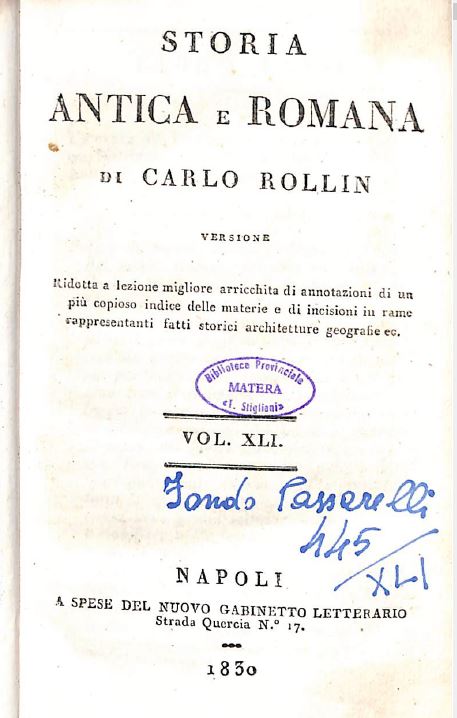 STORIA
ANTICA E ROMANA
DI CARLO ROLLIN
VERSIONE
Ridotta a lezione migliore arricchita di annotazioni di un
più copioso indice delle materie e di incisioni in rame
rappresentanti fatti storici architetture geografie ec.
Biblioteca Provinciale
MATERA
«T. Stigliani»
VOL. XLI.
Fondo Passarelli
445/XLI
NAPOLI
A SPESE DEL NUOVO GABINETTO LETTERARIO
Strada Quercia N.º 17.
1830